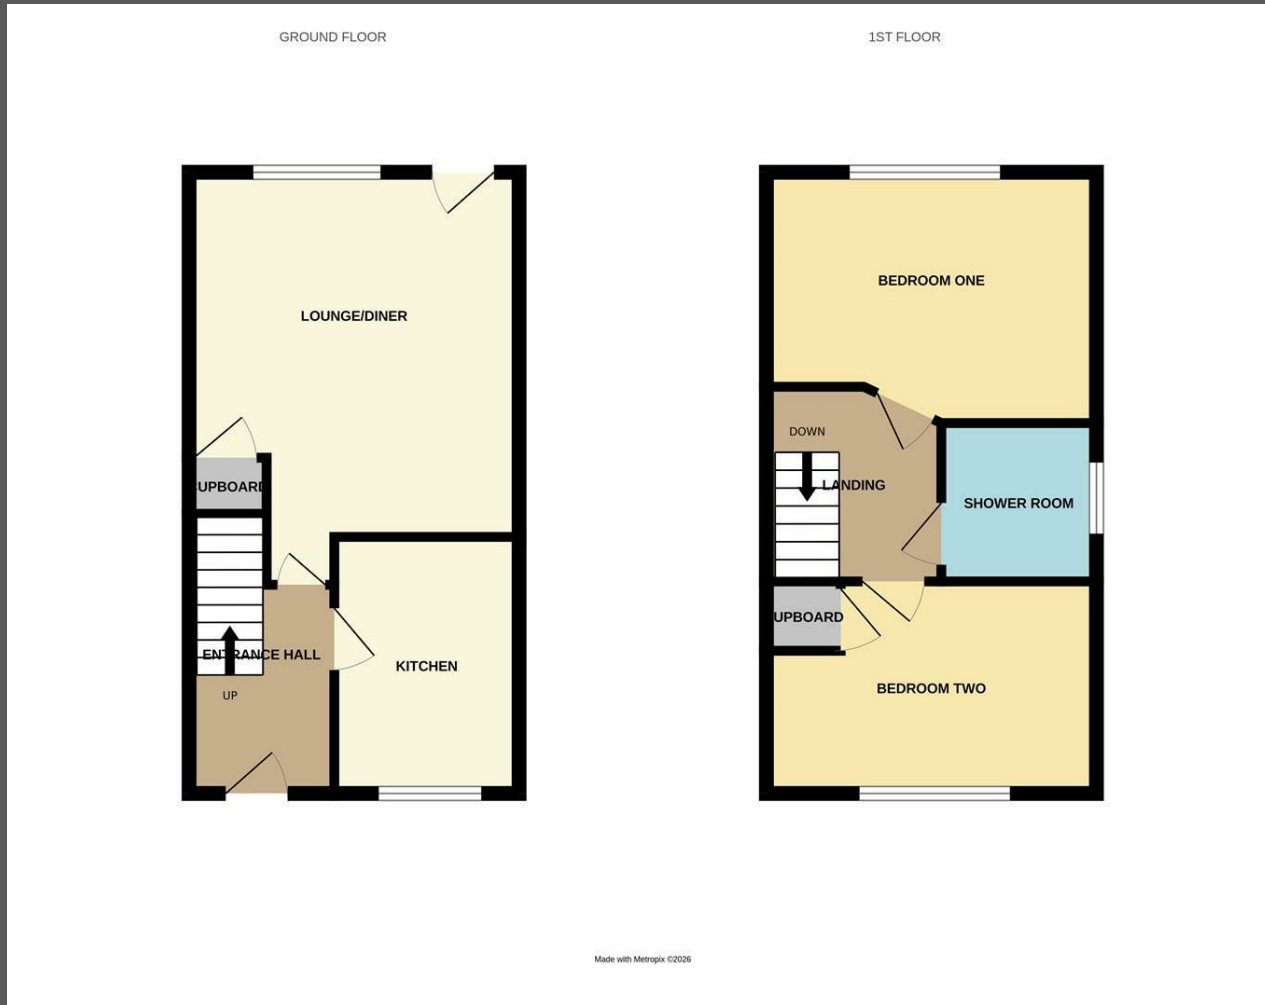 GROUND FLOOR
1ST FLOOR
LOUNGE/DINER
UPBOARD
ENTRANCE HALL
UP
KITCHEN
BEDROOM ONE
DOWN
LANDING
SHOWER ROOM
UPBOARD
BEDROOM TWO
Made with Metropix ©2026